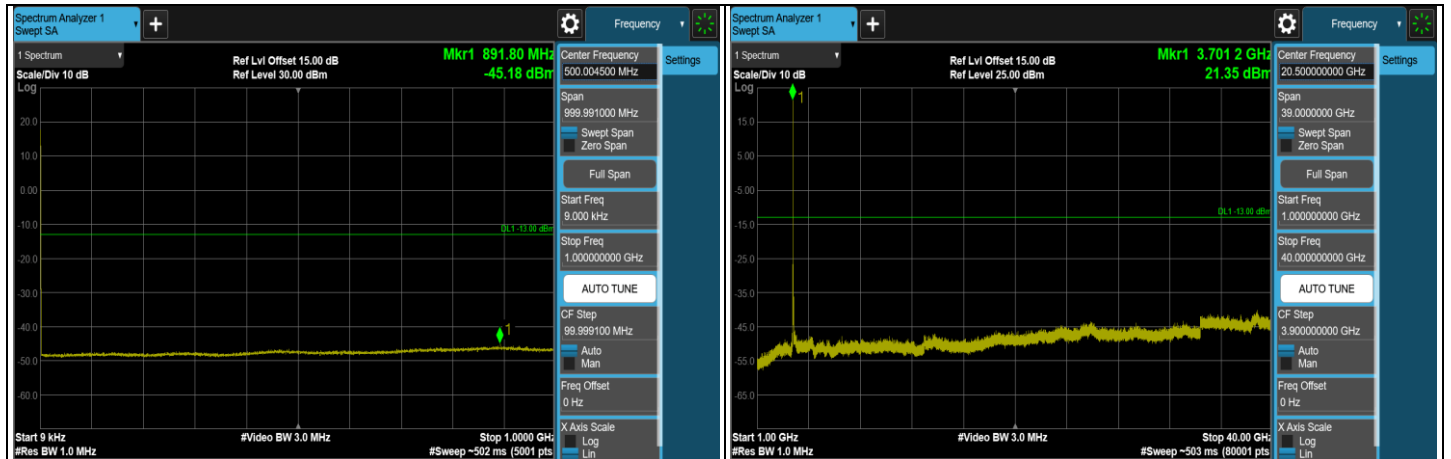 Spectrum Analyzer 1
Swept SA
+
Frequency
1 Spectrum
Scale/Div 10 dB
Log
Ref Lvl Offset 15.00 dB
Ref Level 30.00 dBm
Mkr1 891.80 MHz
-45.18 dBm
1
20.0
10.0
0.00
-10.0
-20.0
-30.0
-40.0
-50.0
-60.0
DL1 -13.00 dBm
Start 9 kHz
#Res BW 1.0 MHz
#Video BW 3.0 MHz
Stop 1.0000 GHz
#Sweep ~502 ms (5001 pts
Center Frequency
500.004500 MHz
Span
999.991000 MHz
Swept Span
Zero Span
Full Span
Start Freq
9.000 kHz
Stop Freq
1.000000000 GHz
AUTO TUNE
CF Step
99.999100 MHz
Auto
Man
Freq Offset
0 Hz
X Axis Scale
Log
Lin
Settings
Spectrum Analyzer 1
Swept SA
+
Frequency
1 Spectrum
Scale/Div 10 dB
Log
Ref Lvl Offset 15.00 dB
Ref Level 25.00 dBm
Mkr1 3.701 2 GHz
21.35 dBm
1
15.0
5.00
-5.00
-15.0
-25.0
-35.0
-45.0
-55.0
-65.0
DL1 -13.00 dBm
Start 1.00 GHz
#Res BW 1.0 MHz
#Video BW 3.0 MHz
Stop 40.00 GHz
#Sweep ~503 ms (80001 pts
Center Frequency
20.500000000 GHz
Span
39.0000000 GHz
Swept Span
Zero Span
Full Span
Start Freq
1.000000000 GHz
Stop Freq
40.000000000 GHz
AUTO TUNE
CF Step
3.900000000 GHz
Auto
Man
Freq Offset
0 Hz
X Axis Scale
Log
Lin
Settings